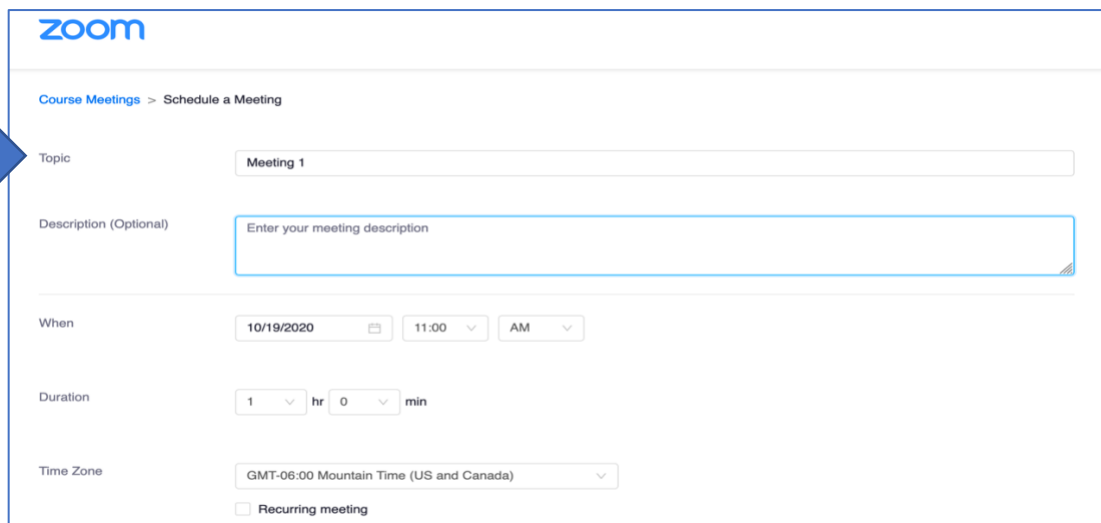 zoom
Course Meetings > Schedule a Meeting
Topic Meeting 1
Description (Optional) Enter your meeting description
When 10/19/2020 11:00 AM
Duration 1 hr 0 min
Time Zone GMT-06:00 Mountain Time (US and Canada)
Recurring meeting